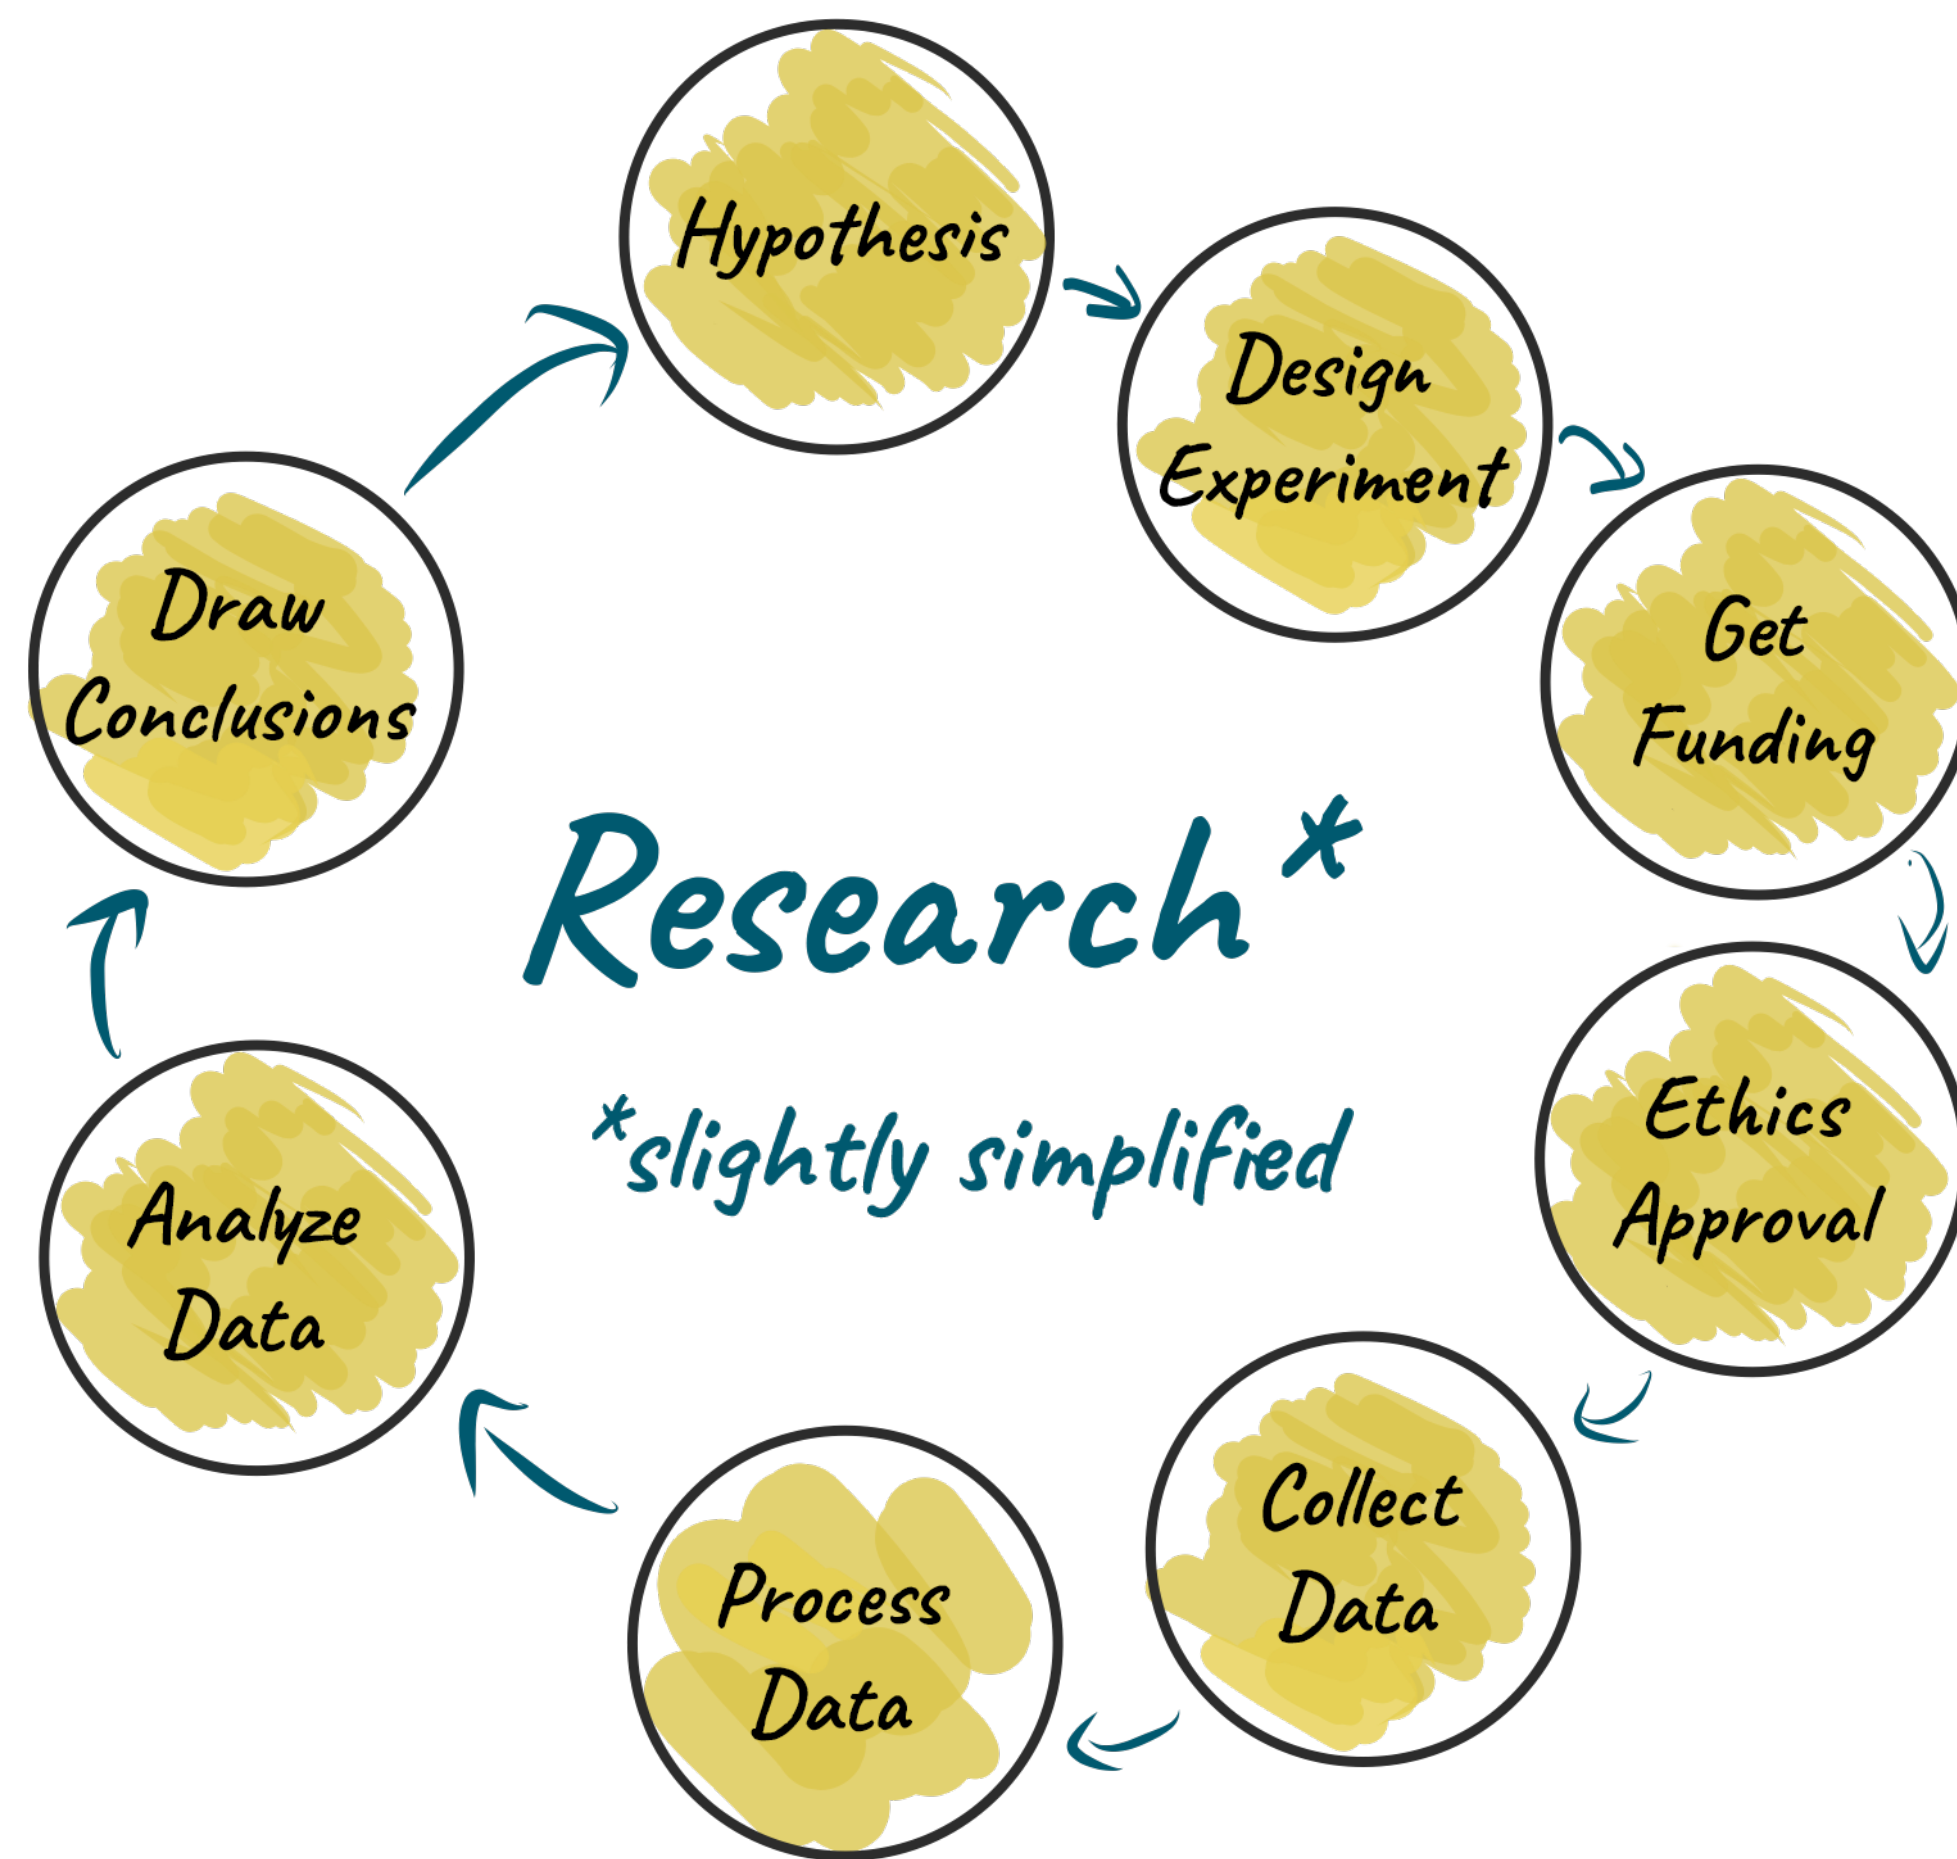 Hypothesis
Design
Experiment
Get
Funding
Ethics
Approval
Collect
Data
Process
Data
Analyze
Data
Draw
Conclusions
Research*
*slightly simplified